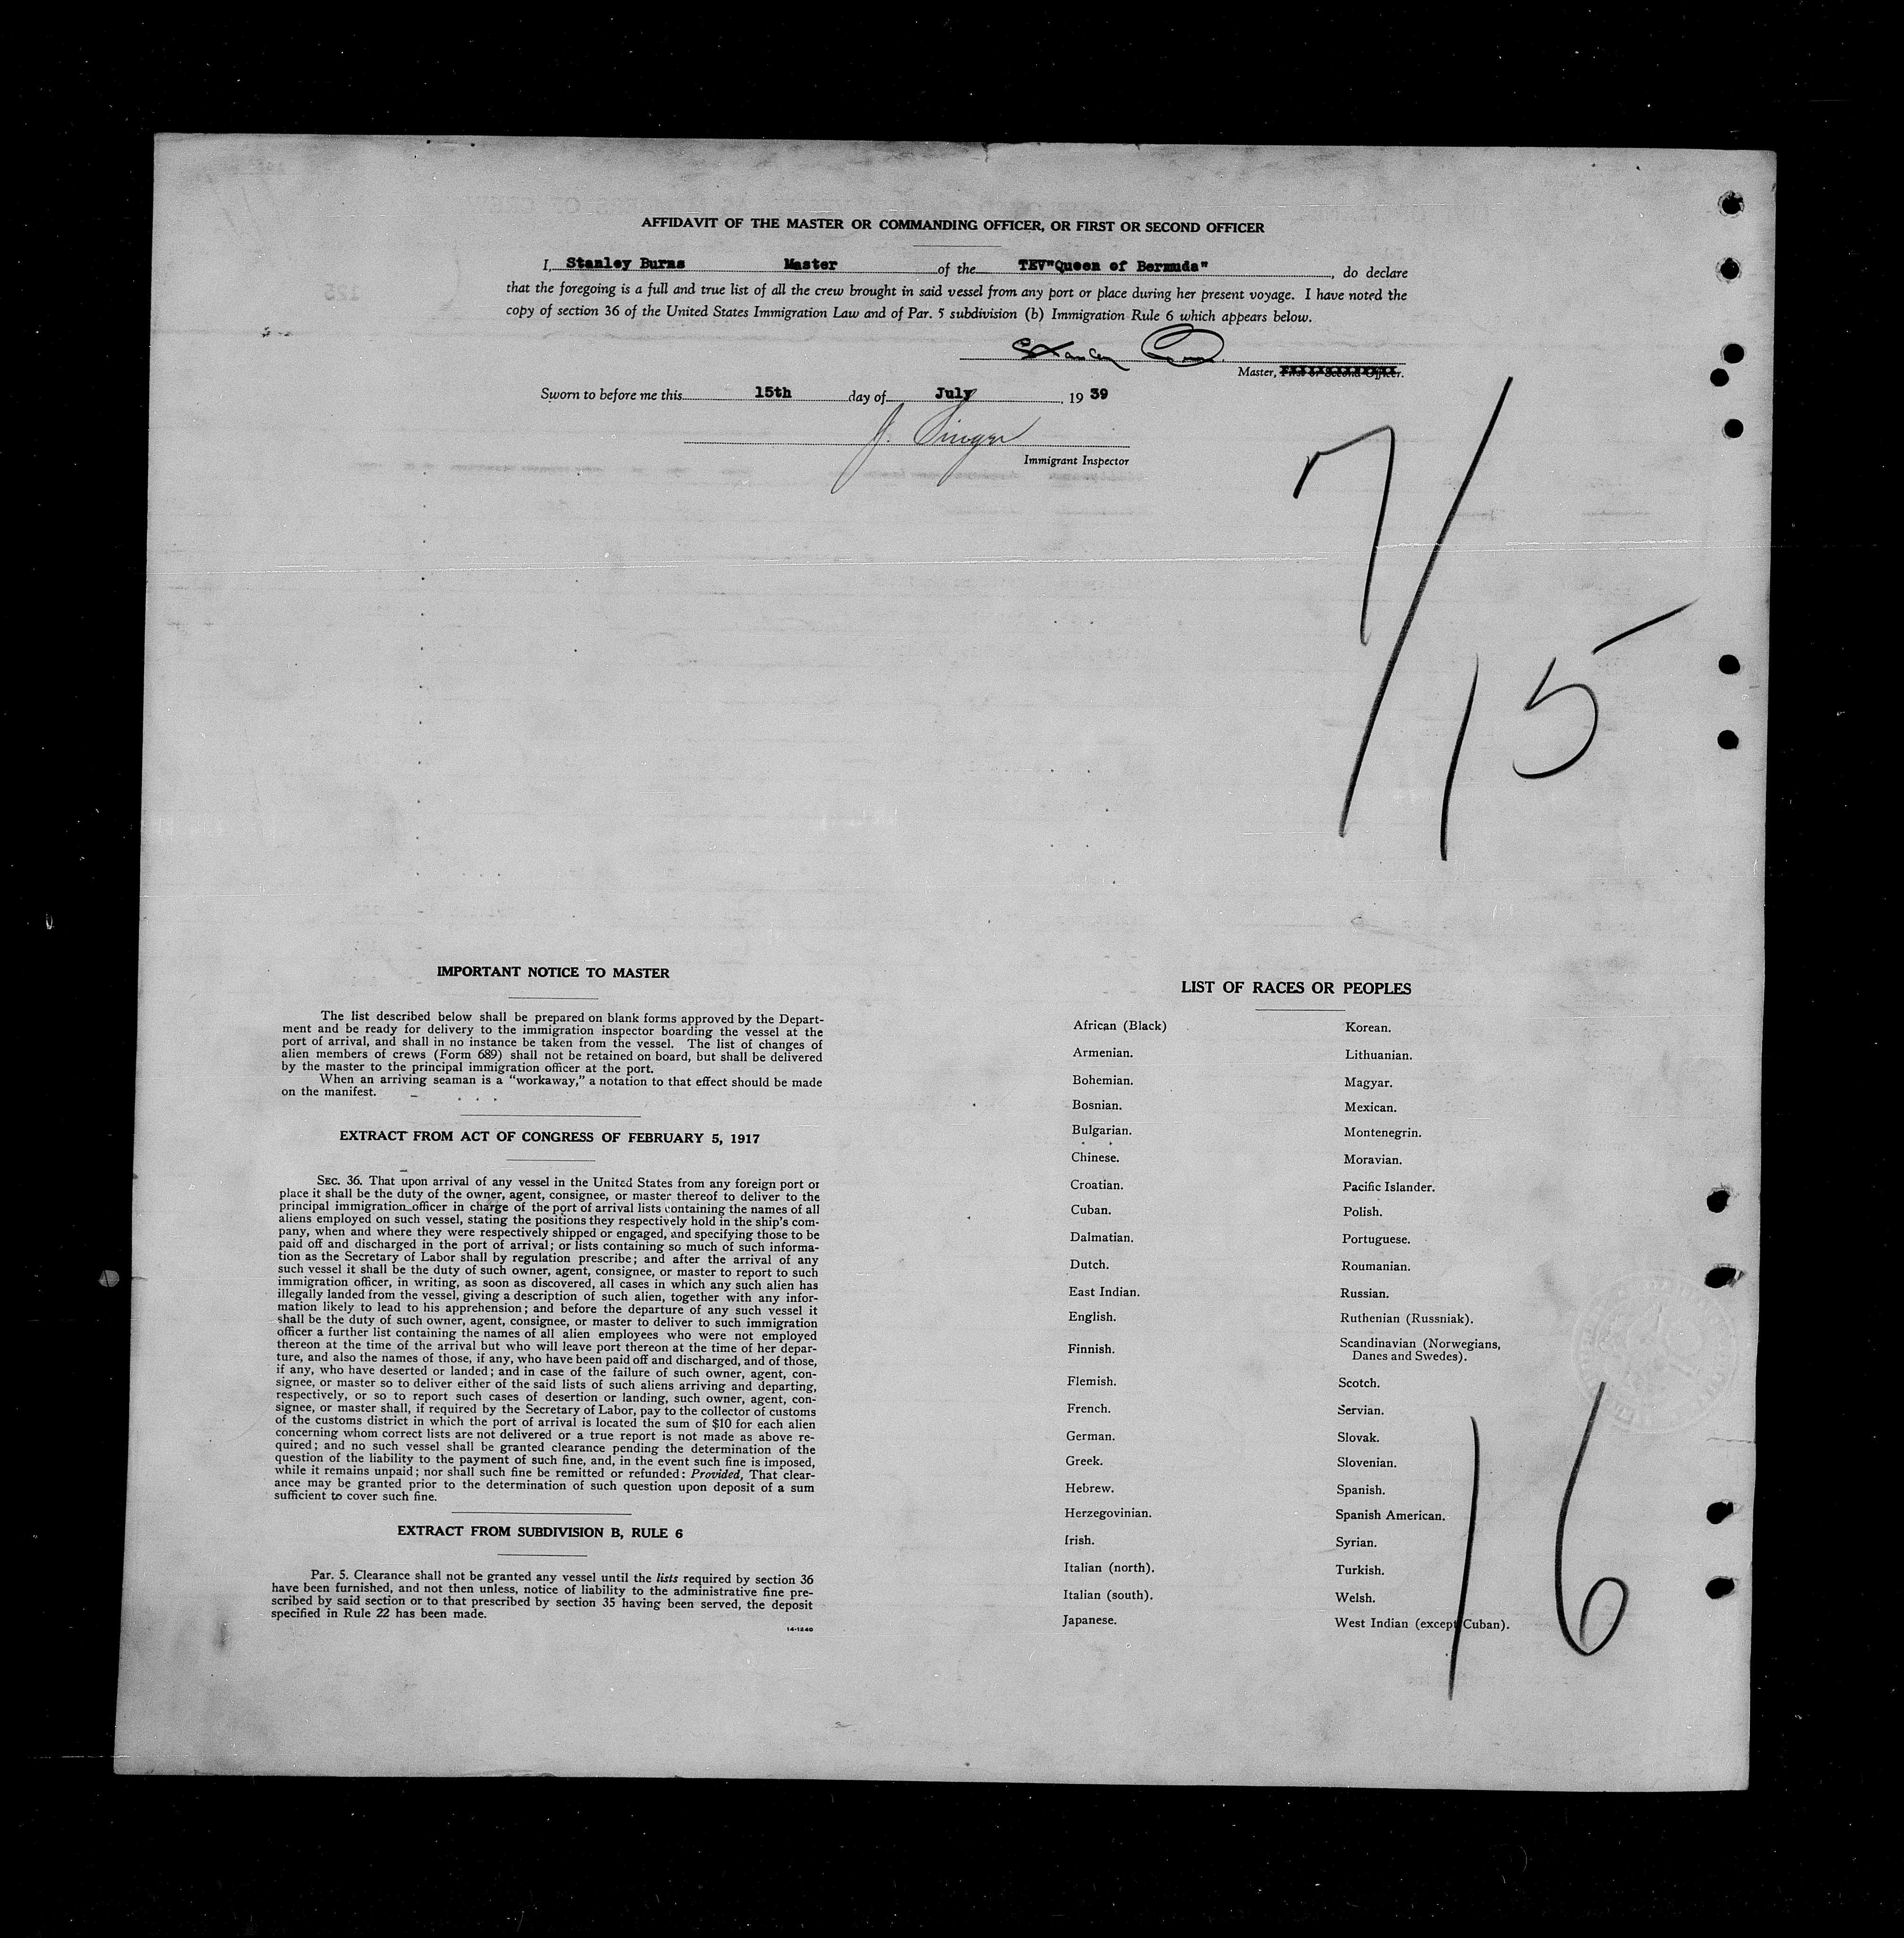 AFFIDAVIT OF THE MASTER OR COMMANDING OFFICER, OR FIRST OR SECOND OFFICER
I, Stanley Burns Master of the TEV"Queen of Bermuda", do declare
that the foregoing is a full and true list of all the crew brought in said vessel from any port or place during her present voyage. I have noted the
copy of section 36 of the United States Immigration Law and of Par. 5 subdivision (b) Immigration Rule 6 which appears below.
Stanley
Master, First or Second Officer.
Sworn to before me this 15th day of July, 1939
J. Singer
Immigrant Inspector
7/15
IMPORTANT NOTICE TO MASTER
The list described below shall be prepared on blank forms approved by the Depart-
ment and be ready for delivery to the immigration inspector boarding the vessel at the
port of arrival, and shall in no instance be taken from the vessel. The list of changes of
alien members of crews (Form 689) shall not be retained on board, but shall be delivered
by the master to the principal immigration officer at the port.
When an arriving seaman is a "workaway," a notation to that effect should be made
on the manifest.
EXTRACT FROM ACT OF CONGRESS OF FEBRUARY 5, 1917
SEC. 36. That upon arrival of any vessel in the United States from any foreign port or
place it shall be the duty of the owner, agent, consignee, or master thereof to deliver to the
principal immigration officer in charge of the port of arrival lists containing the names of all
aliens employed on such vessel, stating the positions they respectively hold in the ship's com-
pany, when and where they were respectively shipped or engaged, and specifying those to be
paid off and discharged in the port of arrival; or lists containing so much of such informa-
tion as the Secretary of Labor shall by regulation prescribe; and after the arrival of any
such vessel it shall be the duty of such owner, agent, consignee, or master to report to such
immigration officer, in writing, as soon as discovered, all cases in which any such alien has
illegally landed from the vessel, giving a description of such alien, together with any infor-
mation likely to lead to his apprehension; and before the departure of any such vessel it
shall be the duty of such owner, agent, consignee, or master to deliver to such immigration
officer a further list containing the names of all alien employees who were not employed
thereon at the time of the arrival but who will leave port thereon at the time of her depar-
ture, and also the names of those, if any, who have been paid off and discharged, and of those,
if any, who have deserted or landed; and in case of the failure of such owner, agent, con-
signee, or master so to deliver either of the said lists of such aliens arriving and departing,
respectively, or so to report such cases of desertion or landing, such owner, agent, con-
signee, or master shall, if required by the Secretary of Labor, pay to the collector of customs
of the customs district in which the port of arrival is located the sum of $10 for each alien
concerning whom correct lists are not delivered or a true report is not made as above re-
quired; and no such vessel shall be granted clearance pending the determination of the
question of the liability to the payment of such fine, and, in the event such fine is imposed,
while it remains unpaid; nor shall such fine be remitted or refunded: Provided, That clear-
ance may be granted prior to the determination of such question upon deposit of a sum
sufficient to cover such fine.
EXTRACT FROM SUBDIVISION B, RULE 6
Par. 5. Clearance shall not be granted any vessel until the lists required by section 36
have been furnished, and not then unless, notice of liability to the administrative fine pre-
scribed by said section or to that prescribed by section 35 having been served, the deposit
specified in Rule 22 has been made.
14-1240
LIST OF RACES OR PEOPLES
African (Black)
Armenian.
Bohemian.
Bosnian.
Bulgarian.
Chinese.
Croatian.
Cuban.
Dalmatian.
Dutch.
East Indian.
English.
Finnish.
Flemish.
French.
German.
Greek.
Hebrew.
Herzegovinian.
Irish.
Italian (north).
Italian (south).
Japanese.
Korean.
Lithuanian.
Magyar.
Mexican.
Montenegrin.
Moravian.
Pacific Islander.
Polish.
Portuguese.
Roumanian.
Russian.
Ruthenian (Russniak).
Scandinavian (Norwegians,
Danes and Swedes).
Scotch.
Servian.
Slovak.
Slovenian.
Spanish.
Spanish American.
Syrian.
Turkish.
Welsh.
West Indian (except Cuban).
16